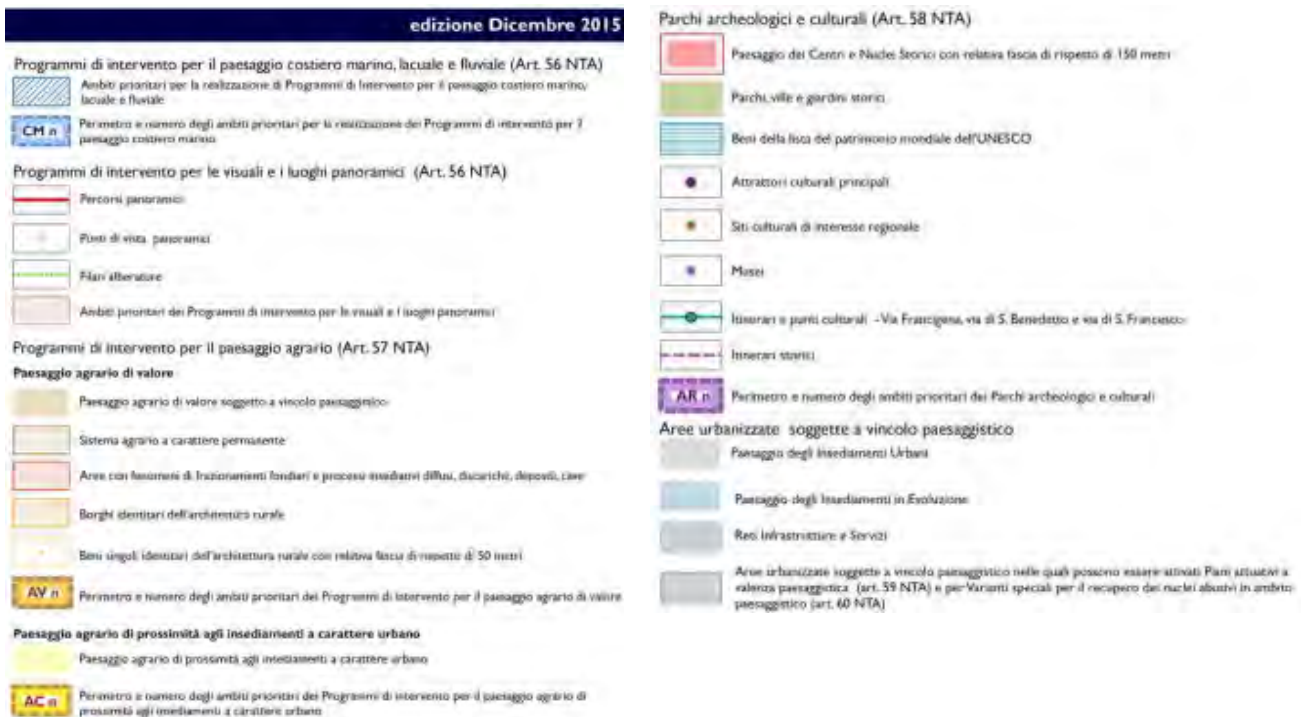 edizione Dicembre 2015
Programmi di intervento per il paesaggio costiero marino, lacuale e fluviale (Art. 56 NTA)
Ambiti prioritari per la realizzazione di Programmi di Intervento per il paesaggio costiero marino,
lacuale e fluviale
CM n
Perimetro e numero degli ambiti prioritari per la realizzazione dei Programmi di intervento per il
paesaggio costiero marino
Programmi di intervento per le visuali e i luoghi panoramici (Art. 56 NTA)
Percorsi panoramici
Punti di vista panoramici
Filari alberature
Ambiti prioritari dei Programmi di intervento per le visuali e i luoghi panoramici
Programmi di intervento per il paesaggio agrario (Art. 57 NTA)
Paesaggio agrario di valore
Paesaggio agrario di valore soggetto a vincolo paesaggistico
Sistema agrario a carattere permanente
Aree con fenomeni di frazionamenti fondiari e processi insediativi diffusi, discariche, depositi, cave
Borghi identitari dell'architettura rurale
Beni singoli identitari dell'architettura rurale con relativa fascia di rispetto di 50 metri
AV n
Perimetro e numero degli ambiti prioritari dei Programmi di intervento per il paesaggio agrario di valore
Paesaggio agrario di prossimità agli insediamenti a carattere urbano
Paesaggio agrario di prossimità agli insediamenti a carattere urbano
AC n
Perimetro e numero degli ambiti prioritari dei Programmi di intervento per il paesaggio agrario di
prossimità agli insediamenti a carattere urbano
Parchi archeologici e culturali (Art. 58 NTA)
Paesaggio dei Centri e Nuclei Storici con relativa fascia di rispetto di 150 metri
Parchi, ville e giardini storici
Beni della lista del patrimonio mondiale dell'UNESCO
Attrattori culturali principali
Siti culturali di interesse regionale
Musei
Itinerari e punti culturali - Via Francigena, via di S. Benedetto e via di S. Francesco-
Itinerari storici
AR n
Perimetro e numero degli ambiti prioritari dei Parchi archeologici e culturali
Aree urbanizzate soggette a vincolo paesaggistico
Paesaggio degli Insediamenti Urbani
Paesaggio degli Insediamenti in Evoluzione
Reti Infrastrutture e Servizi
Aree urbanizzate soggette a vincolo paesaggistico nelle quali possono essere attivati Piani attuativi a
valenza paesaggistica (art. 59 NTA) e per Varianti speciali per il recupero dei nuclei abusivi in ambito
paesaggistico (art. 60 NTA)